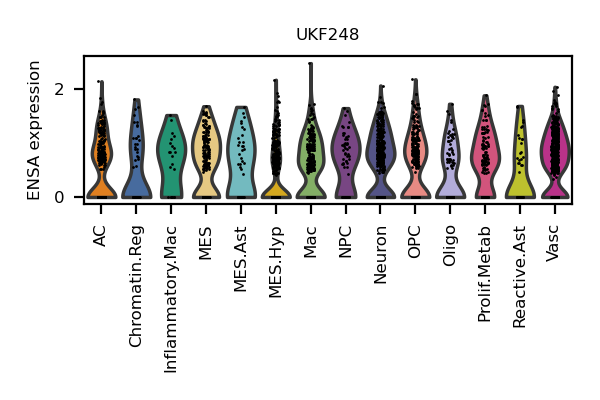 UKF248
ENSA expression
2
0
AC
Chromatin.Reg
Inflammatory.Mac
MES
MES.Ast
MES.Hyp
Mac
NPC
Neuron
OPC
Oligo
Prolif.Metab
Reactive.Ast
Vasc